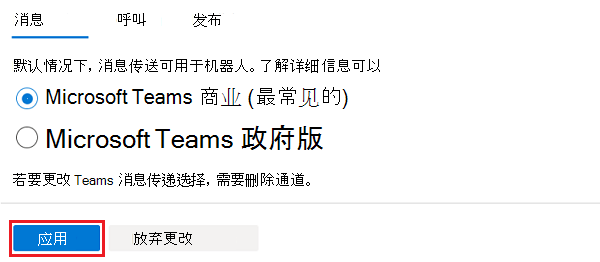 消息 呼叫 发布
默认情况下，消息传送可用于机器人。了解详细信息可以
Microsoft Teams 商业 (最常见的)
Microsoft Teams 政府版
若要更改 Teams 消息传递选择，需要删除通道。
应用 放弃更改